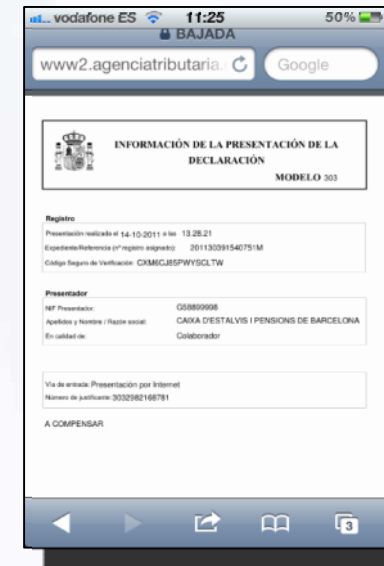 vodafone ES 11:25 50%
BAJADA
www2.agenciatributaria. Google
INFORMACIÓN DE LA PRESENTACIÓN DE LA
DECLARACIÓN
MODELO 303
Registro
Presentación realizada el 14-10-2011 a las 13.28.21
Expediente/Referencia (nº registro asignado): 201130391540751M
Código Seguro de Verificación: CXM6CJ85PWYSCLTW
Presentador
NIF Presentador: G58899998
Apellidos y Nombre / Razón social: CAIXA D'ESTALVIS I PENSIONS DE BARCELONA
En calidad de: Colaborador
Vía de entrada: Presentación por Internet
Número de justificante: 3032982168781
A COMPENSAR
3